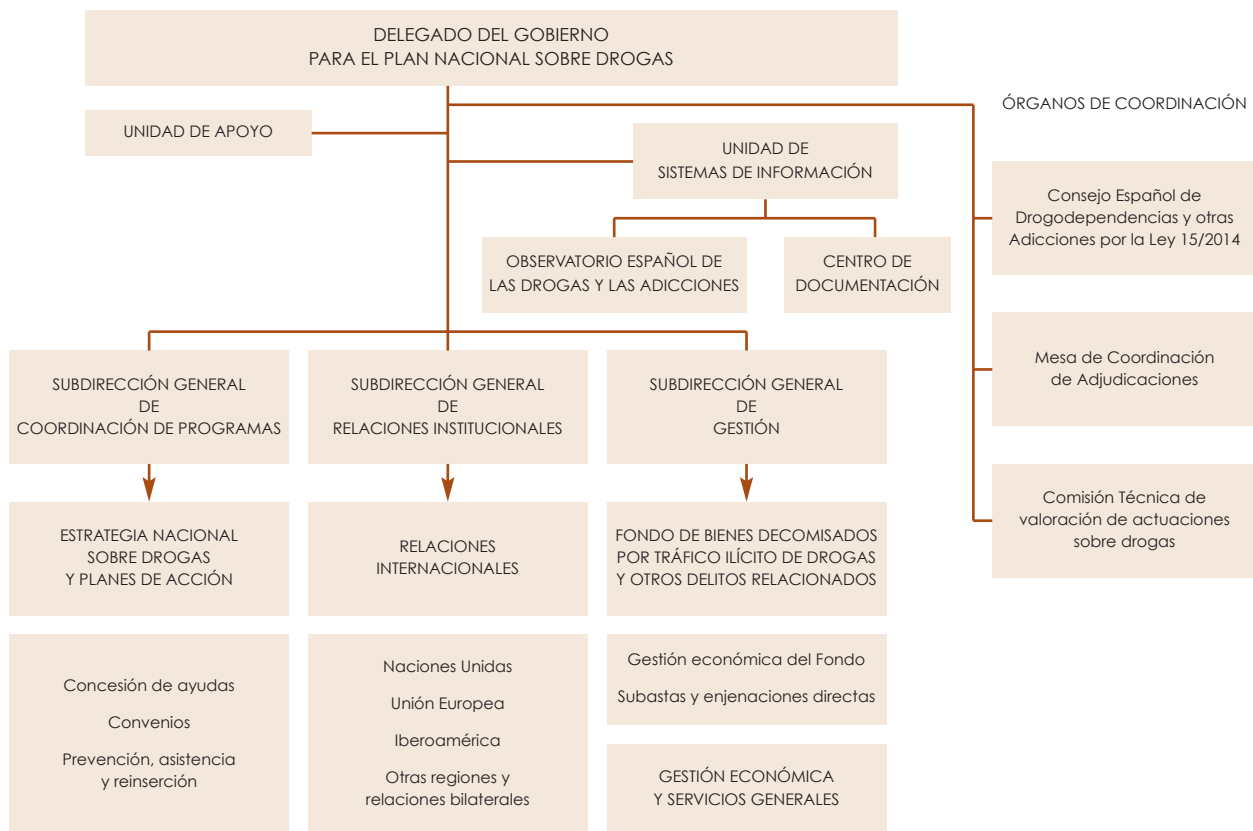 DELEGADO DEL GOBIERNO
PARA EL PLAN NACIONAL SOBRE DROGAS
ÓRGANOS DE COORDINACIÓN
UNIDAD DE APOYO
UNIDAD DE
SISTEMAS DE INFORMACIÓN
Consejo Español de
Drogodependencias y otras
Adicciones por la Ley 15/2014
OBSERVATORIO ESPAÑOL DE
LAS DROGAS Y LAS ADICCIONES
CENTRO DE
DOCUMENTACIÓN
Mesa de Coordinación
de Adjudicaciones
SUBDIRECCIÓN GENERAL
DE
COORDINACIÓN DE PROGRAMAS
SUBDIRECCIÓN GENERAL
DE
RELACIONES INSTITUCIONALES
SUBDIRECCIÓN GENERAL
DE
GESTIÓN
Comisión Técnica de
valoración de actuaciones
sobre drogas
ESTRATEGIA NACIONAL
SOBRE DROGAS
Y PLANES DE ACCIÓN
RELACIONES
INTERNACIONALES
FONDO DE BIENES DECOMISADOS
POR TRÁFICO ILÍCITO DE DROGAS
Y OTROS DELITOS RELACIONADOS
Concesión de ayudas
Convenios
Prevención, asistencia
y reinserción
Naciones Unidas
Unión Europea
Iberoamérica
Otras regiones y
relaciones bilaterales
Gestión económica del Fondo
Subastas y enjenaciones directas
GESTIÓN ECONÓMICA
Y SERVICIOS GENERALES